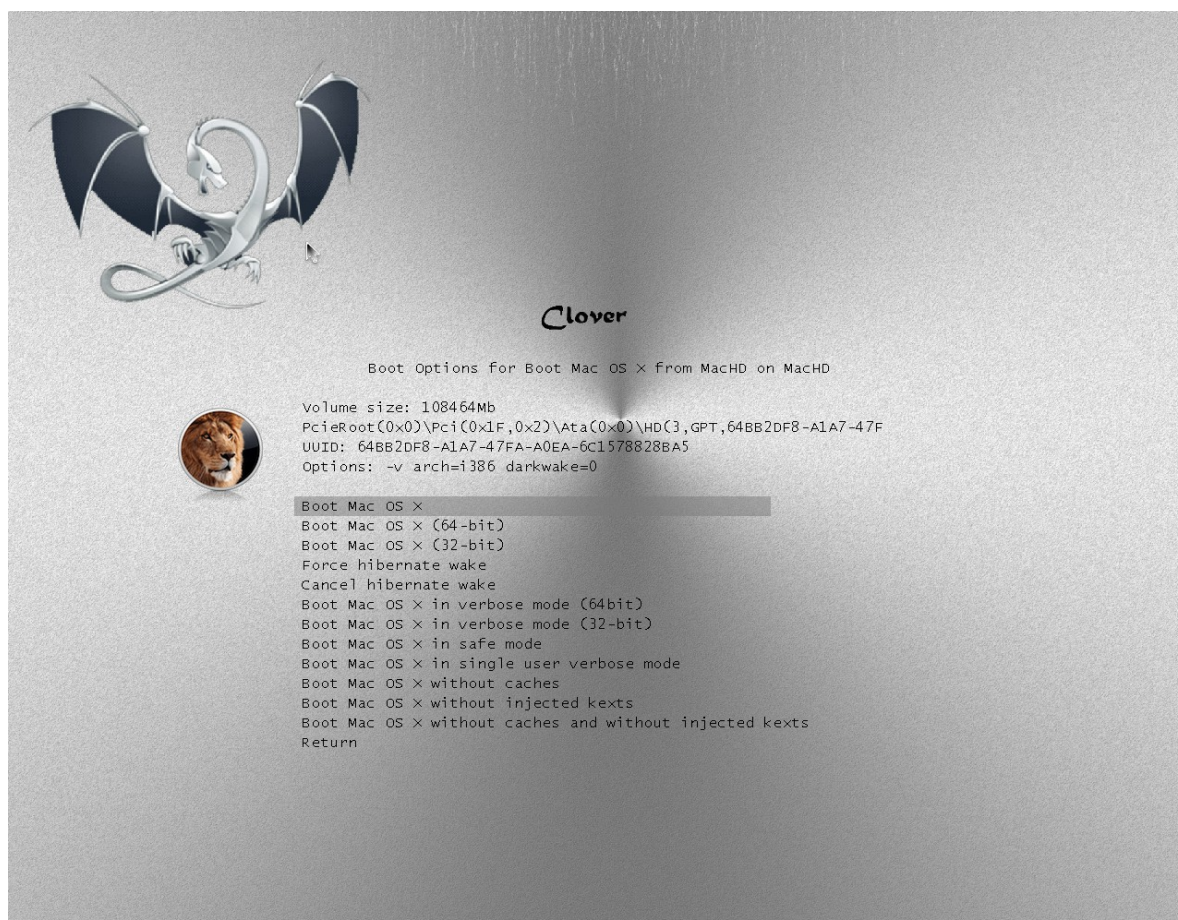 Clover
Boot Options for Boot Mac OS X from MacHD on MacHD
Volume size: 108464Mb
PcieRoot(0x0)\Pci(0x1F,0x2)\Ata(0x0)\HD(3,GPT,64BB2DF8-A1A7-47F
UUID: 64BB2DF8-A1A7-47FA-A0EA-6C1578828BA5
Options: -v arch=i386 darkwake=0
Boot Mac OS X
Boot Mac OS X (64-bit)
Boot Mac OS X (32-bit)
Force hibernate wake
Cancel hibernate wake
Boot Mac OS X in verbose mode (64bit)
Boot Mac OS X in verbose mode (32-bit)
Boot Mac OS X in safe mode
Boot Mac OS X in single user verbose mode
Boot Mac OS X without caches
Boot Mac OS X without injected kexts
Boot Mac OS X without caches and without injected kexts
Return